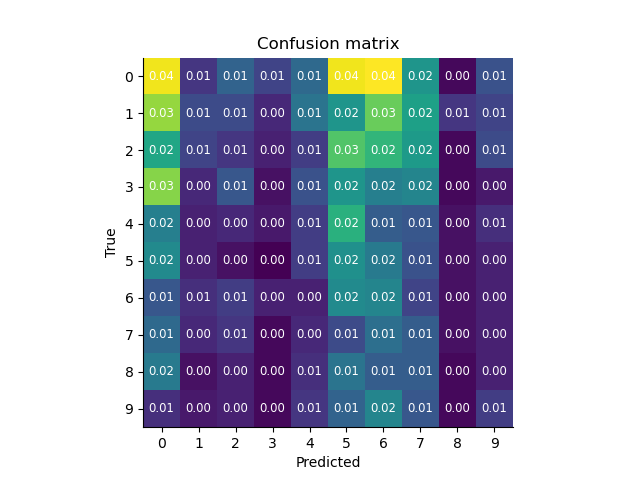 Confusion matrix
0 0.04 0.01 0.01 0.01 0.01 0.04 0.04 0.02 0.00 0.01
1 0.03 0.01 0.01 0.00 0.01 0.02 0.03 0.02 0.01 0.01
2 0.02 0.01 0.01 0.01 0.01 0.03 0.02 0.02 0.00 0.01
3 0.03 0.00 0.01 0.00 0.01 0.02 0.02 0.02 0.00 0.00
4 0.02 0.00 0.00 0.00 0.01 0.02 0.01 0.01 0.00 0.01
5 0.02 0.00 0.00 0.00 0.01 0.02 0.02 0.01 0.00 0.00
6 0.01 0.01 0.01 0.00 0.00 0.02 0.02 0.01 0.00 0.00
7 0.01 0.00 0.01 0.00 0.00 0.01 0.01 0.01 0.00 0.00
8 0.02 0.00 0.00 0.00 0.01 0.01 0.01 0.01 0.00 0.00
9 0.01 0.00 0.00 0.00 0.01 0.01 0.02 0.01 0.00 0.01
True
0 1 2 3 4 5 6 7 8 9
Predicted